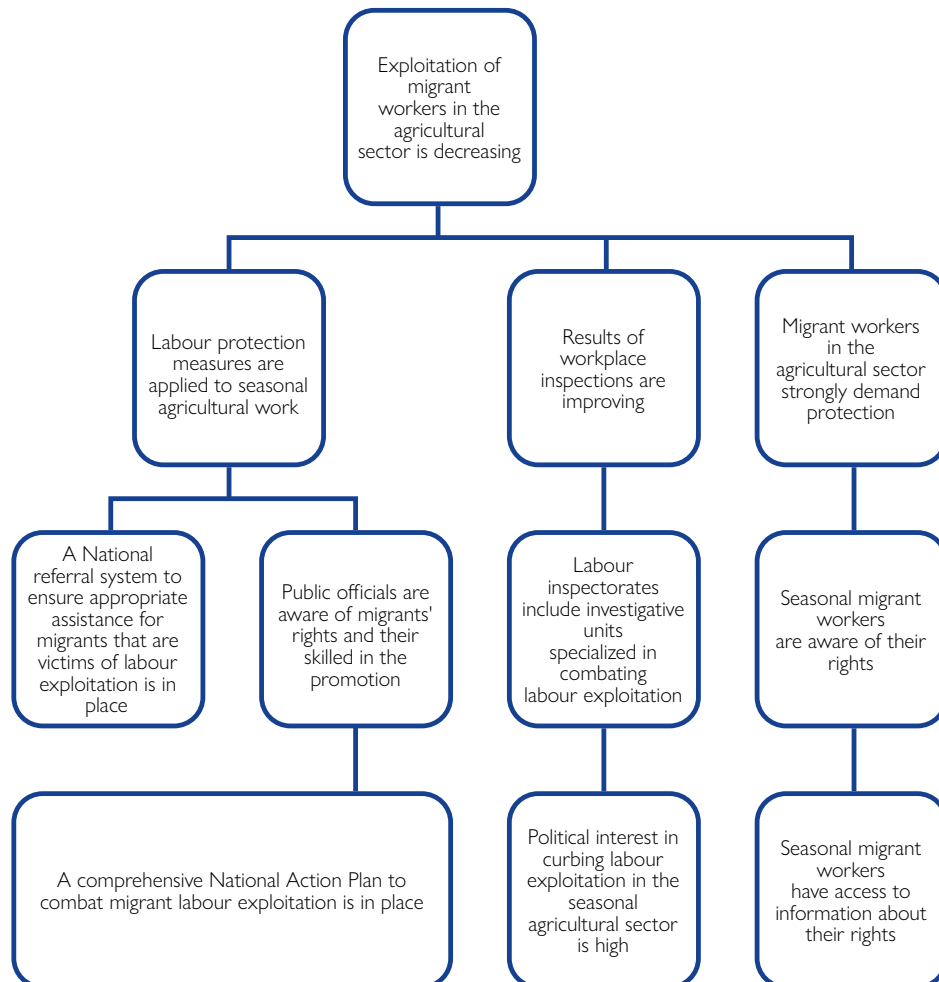 Exploitation of
migrant
workers in the
agricultural
sector is decreasing
Labour protection
measures are
applied to seasonal
agricultural work
Results of
workplace
inspections are
improving
Migrant workers
in the
agricultural sector
strongly demand
protection
A National
referral system to
ensure appropriate
assistance for
migrants that are
victims of labour
exploitation is in
place
Public officials are
aware of migrants'
rights and their
skilled in the
promotion
Labour
inspectorates
include investigative
units
specialized in
combating
labour exploitation
Seasonal migrant
workers
are aware of their
rights
A comprehensive National Action Plan to
combat migrant labour exploitation is in place
Political interest in
curbing labour
exploitation in the
seasonal
agricultural sector
is high
Seasonal migrant
workers
have access to
information about
their rights